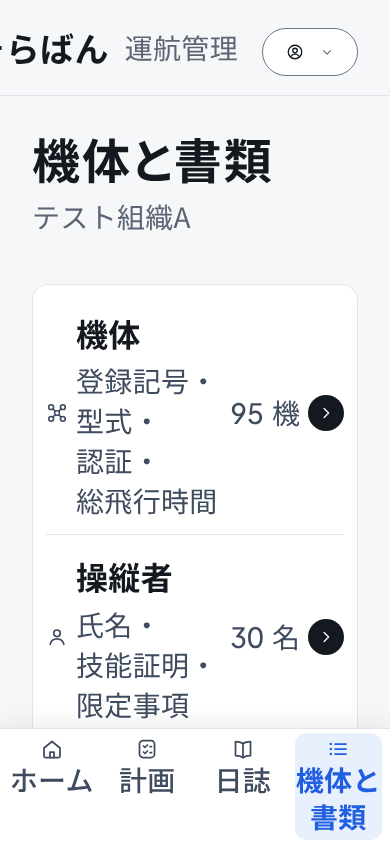 らばん 運航管理
機体と書類
テスト組織A
機体
登録記号・
型式・
認証・
総飛行時間
95 機
操縦者
氏名・
技能証明・
限定事項
30 名
ホーム
計画
日誌
機体と
書類